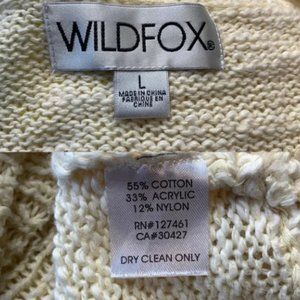 WILDFOX®
L
MADE IN CHINA
FABRIQUÉ EN
CHINE
55% COTTON
33% ACRYLIC
12% NYLON
RN#127461
CA#30427
DRY CLEAN ONLY